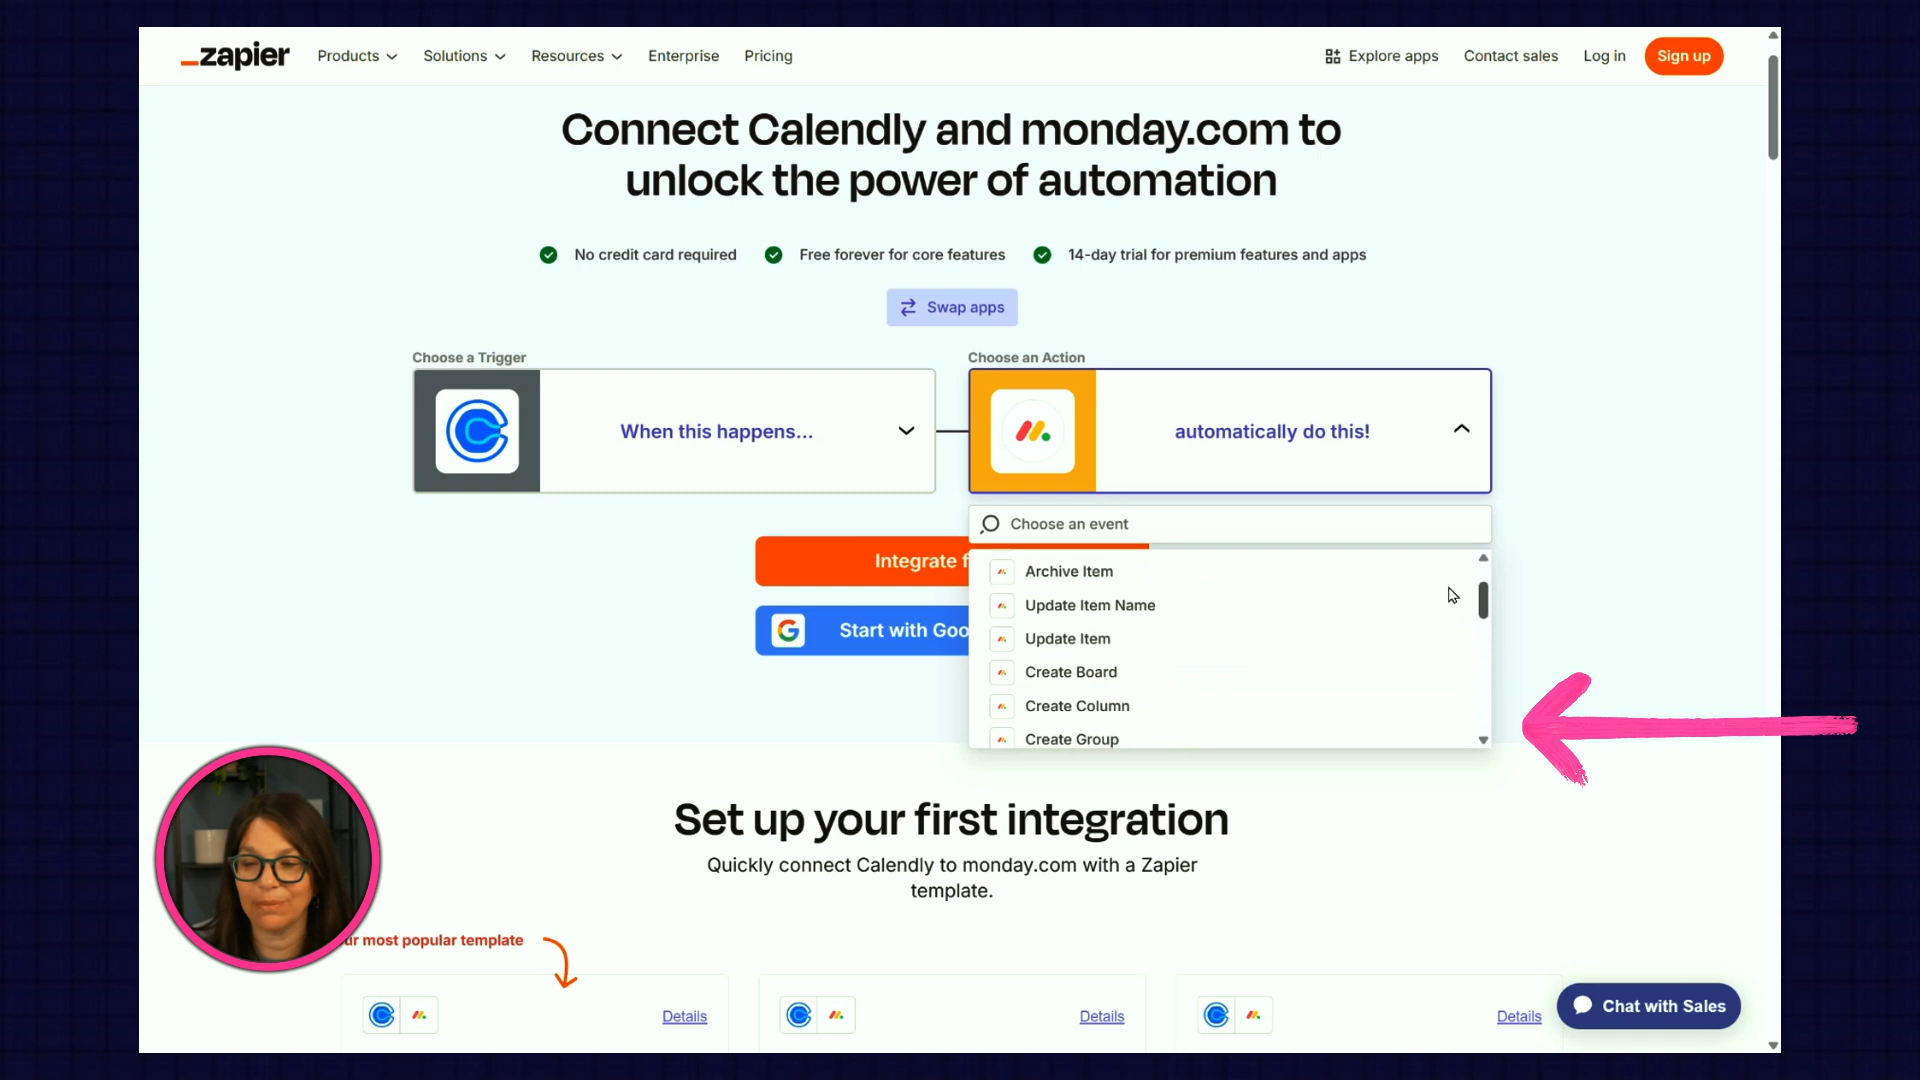 zapier
Products
Solutions
Resources
Enterprise
Pricing
Explore apps
Contact sales
Log in
Sign up
Connect Calendly and monday.com to
unlock the power of automation
No credit card required
Free forever for core features
14-day trial for premium features and apps
Swap apps
Choose a Trigger
When this happens...
Choose an Action
automatically do this!
Choose an event
Integrate f
Start with Goo
Archive Item
Update Item Name
Update Item
Create Board
Create Column
Create Group
Set up your first integration
Quickly connect Calendly to monday.com with a Zapier
template.
ur most popular template
Details
Details
Details
Chat with Sales